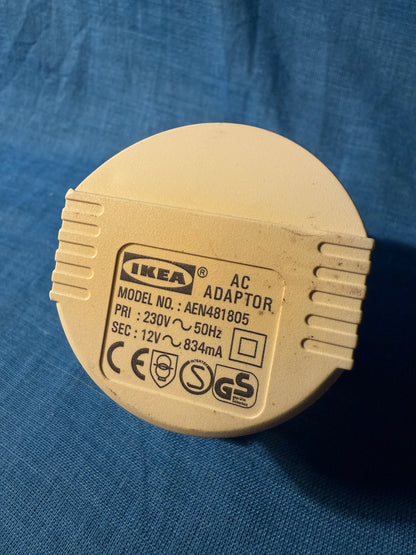 IKEA ® AC
ADAPTOR
MODEL NO. : AEN481805
PRI : 230V ~ 50Hz
SEC : 12V ~ 834mA
CE S GS